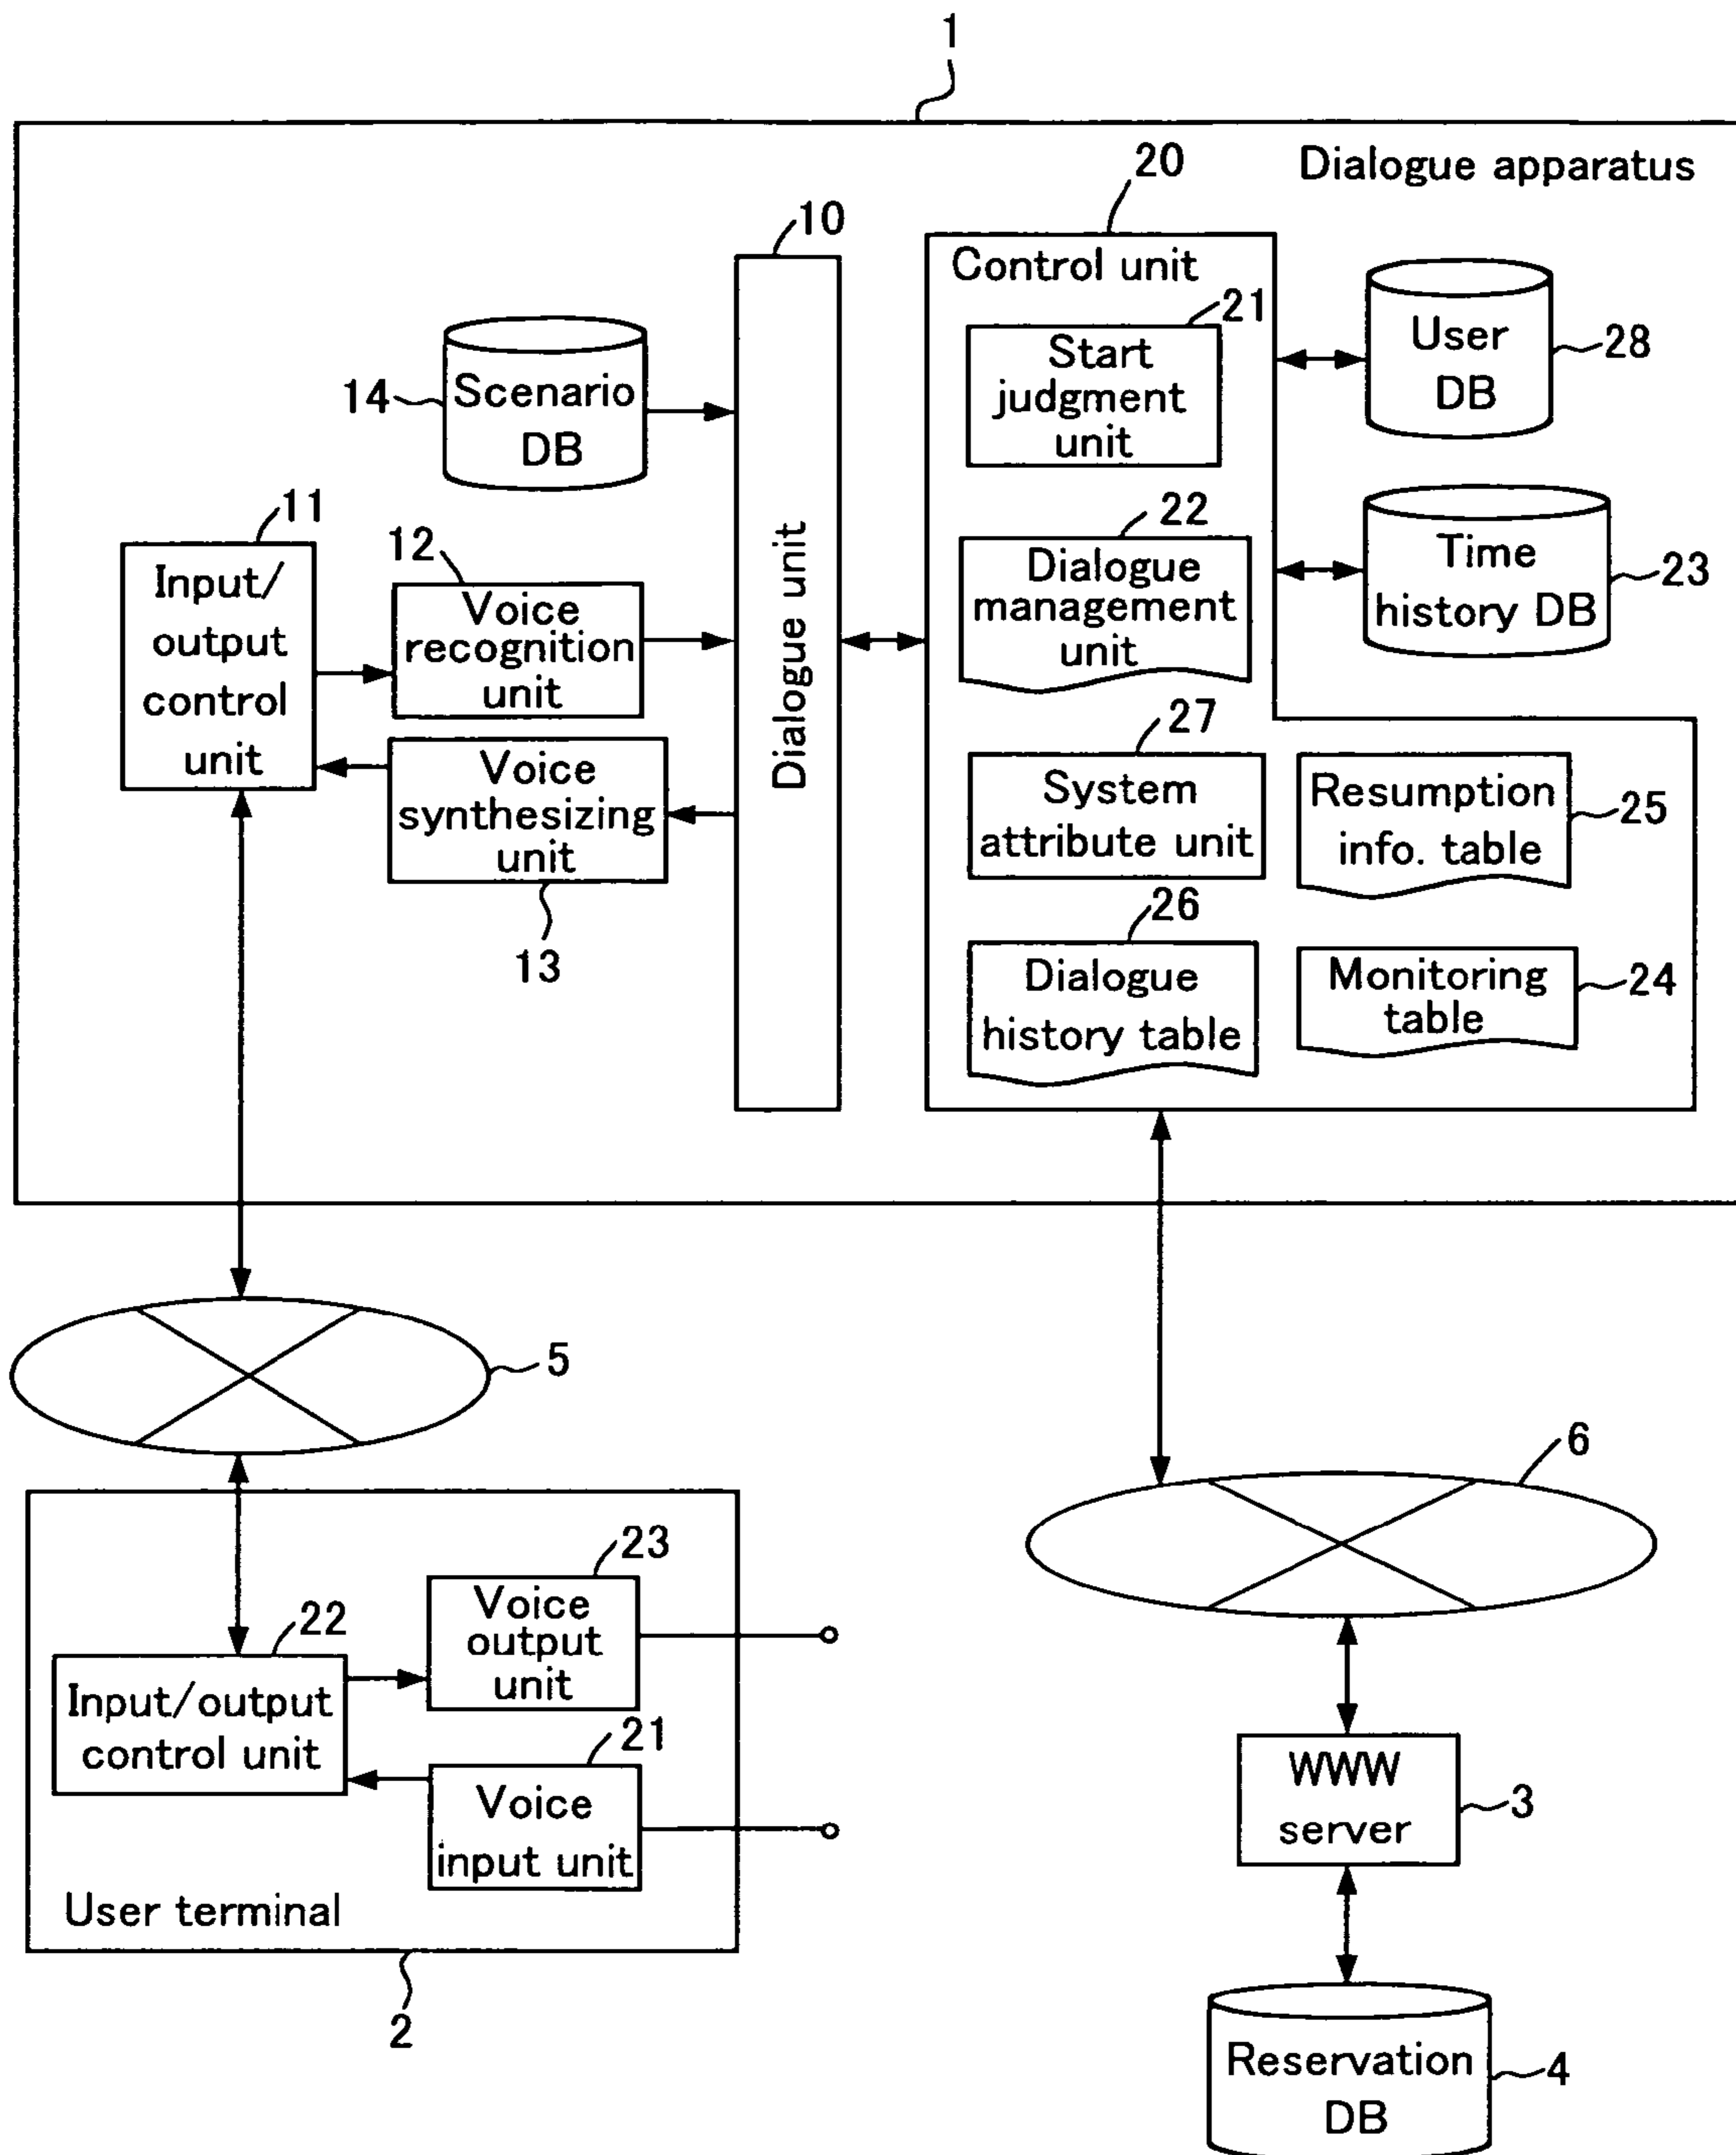 1
Dialogue apparatus
20
10
Control unit
21
Start
judgment
unit
User
DB
28
14
Scenario
DB
11
Input/
output
control
unit
12
Voice
recognition
unit
Dialogue unit
22
Dialogue
management
unit
Time
history DB
23
Voice
synthesizing
unit
13
27
System
attribute unit
Resumption
info. table
25
26
Dialogue
history table
Monitoring
table
24
5
6
23
Voice
output
unit
22
Input/output
control unit
21
Voice
input unit
User terminal
2
WWW
server
3
Reservation
DB
4